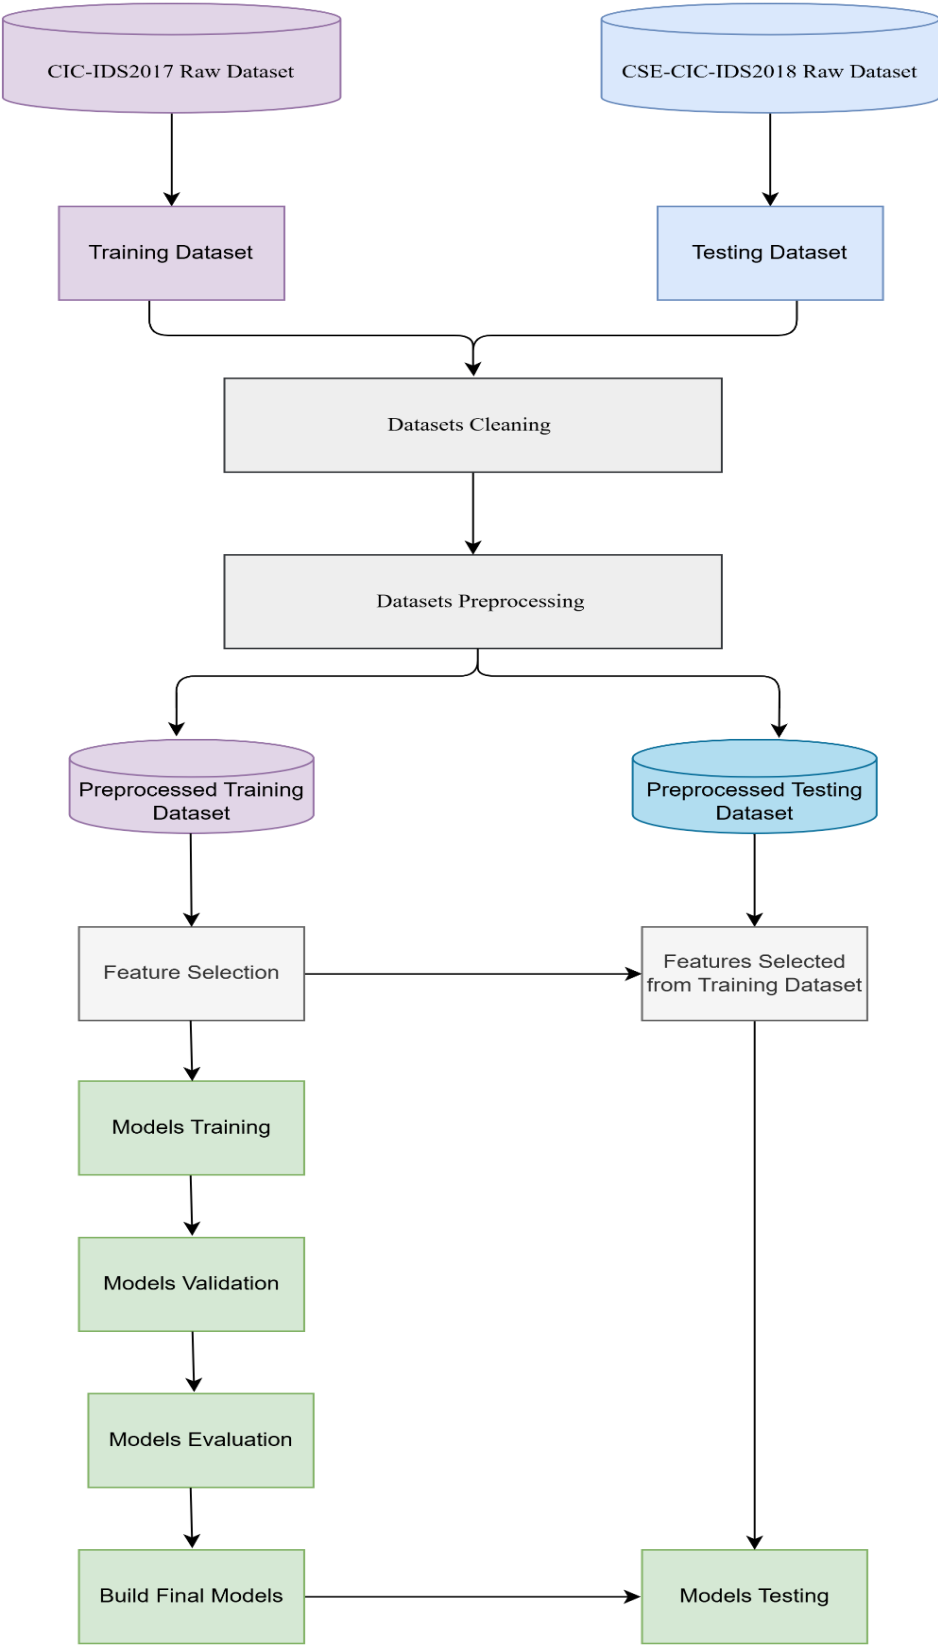 CIC-IDS2017 Raw Dataset
CSE-CIC-IDS2018 Raw Dataset
Training Dataset
Testing Dataset
Datasets Cleaning
Datasets Preprocessing
Preprocessed Training
Dataset
Preprocessed Testing
Dataset
Feature Selection
Features Selected
from Training Dataset
Models Training
Models Validation
Models Evaluation
Build Final Models
Models Testing